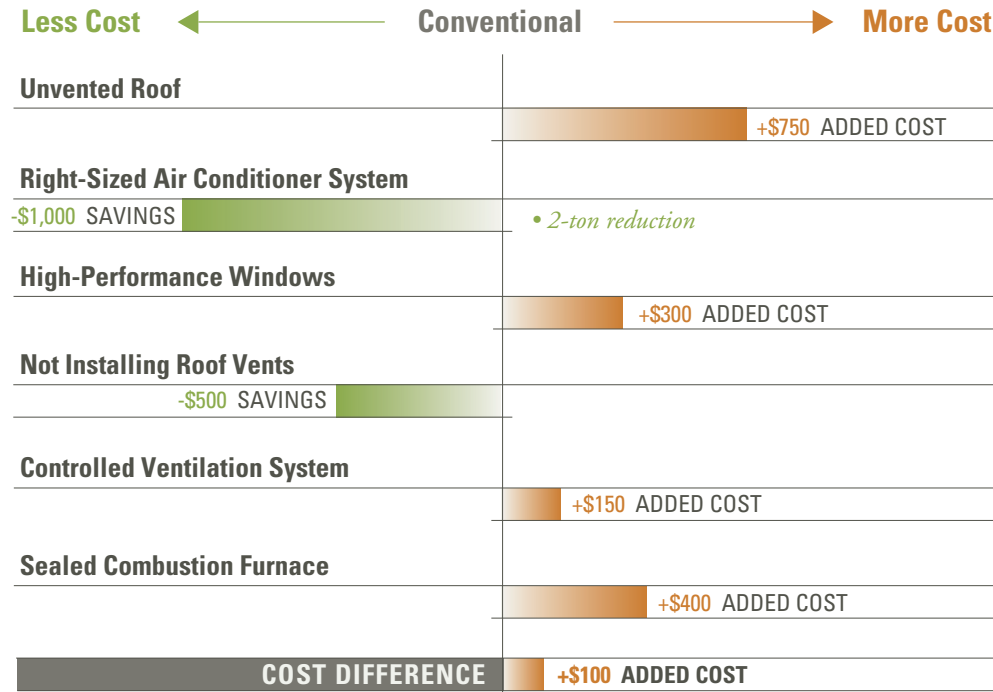 Less Cost Conventional More Cost
Unvented Roof
+$750 ADDED COST
Right-Sized Air Conditioner System
-$1,000 SAVINGS • 2-ton reduction
High-Performance Windows
+$300 ADDED COST
Not Installing Roof Vents
-$500 SAVINGS
Controlled Ventilation System
+$150 ADDED COST
Sealed Combustion Furnace
+$400 ADDED COST
COST DIFFERENCE +$100 ADDED COST